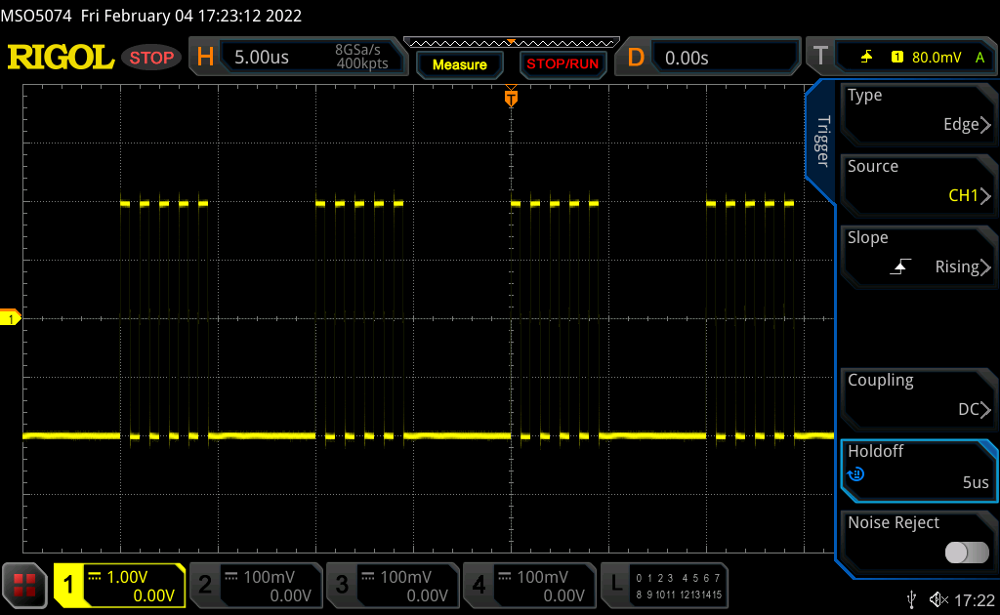 MSO5074 Fri February 04 17:23:12 2022
RIGOL STOP H 5.00us 8GSa/s 400kpts Measure STOP/RUN D 0.00s T 1 80.0mV A
T
Trigger
Type
Edge
Source
CH1
Slope
Rising
1
Coupling
DC
Holdoff
5us
Noise Reject
1 1.00V 0.00V
2 100mV 0.00V
3 100mV 0.00V
4 100mV 0.00V
L 0 1 2 3 4 5 6 7
8 9 10 11 12 13 14 15
17:22